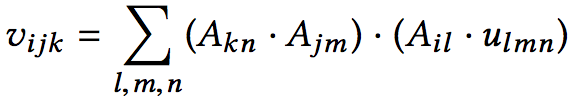 $v_{ijk} = \sum_{l,m,n} (A_{kn} \cdot A_{jm}) \cdot (A_{il} \cdot u_{lmn})$